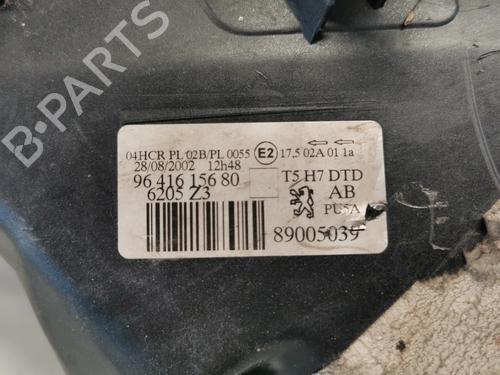 B-PARTS
04HCR PL 02B/PL 0055 E2 17,5 02A 01 1a
28/08/2002 12h48
96 416 156 80 T5 H7 DTD
6205 Z3 AB
PU5A
89005039